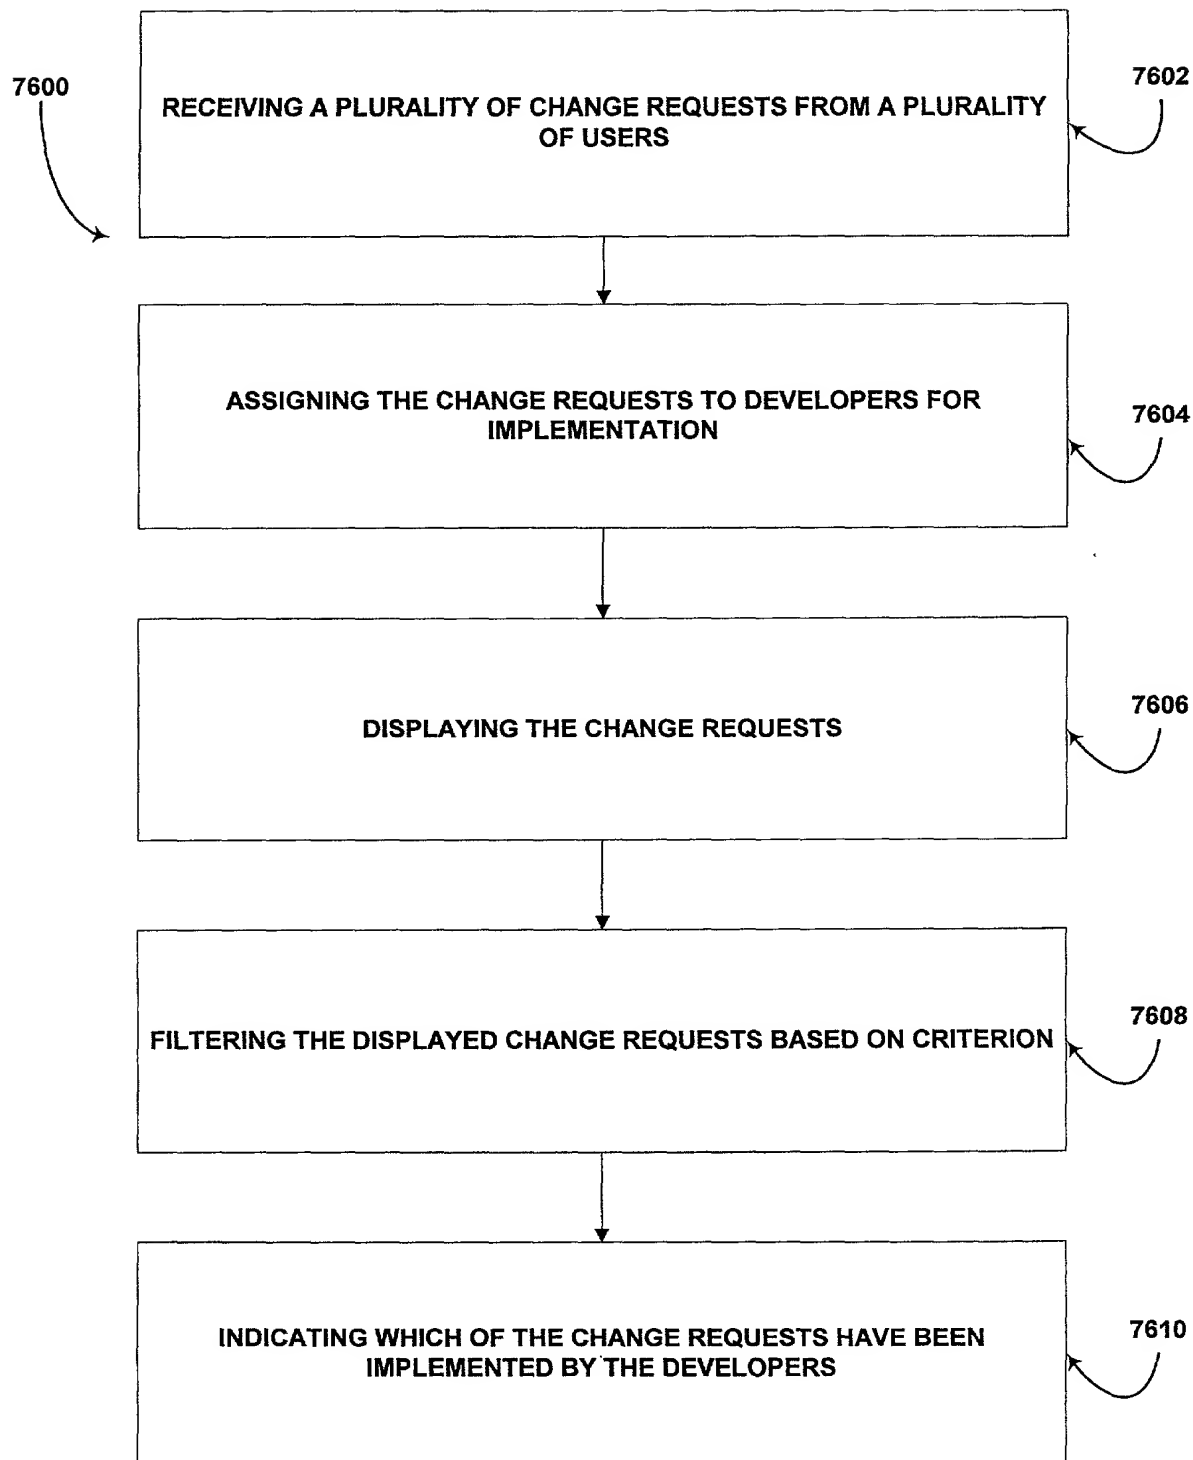 7600
7602
RECEIVING A PLURALITY OF CHANGE REQUESTS FROM A PLURALITY
OF USERS
ASSIGNING THE CHANGE REQUESTS TO DEVELOPERS FOR
IMPLEMENTATION
7604
DISPLAYING THE CHANGE REQUESTS
7606
FILTERING THE DISPLAYED CHANGE REQUESTS BASED ON CRITERION
7608
INDICATING WHICH OF THE CHANGE REQUESTS HAVE BEEN
IMPLEMENTED BY THE DEVELOPERS
7610